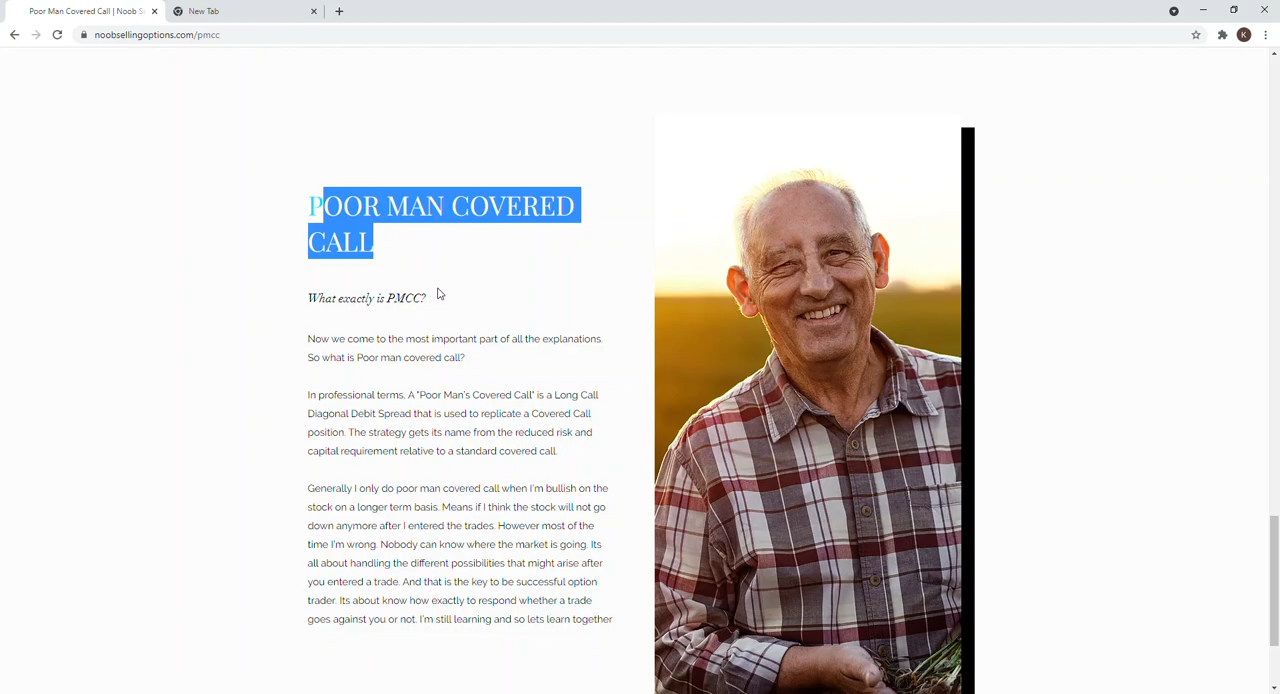 Poor Man Covered Call | Noob S
New Tab
noobsellingoptions.com/pmcc
K
POOR MAN COVERED
CALL
What exactly is PMCC?
Now we come to the most important part of all the explanations.
So what is Poor man covered call?
In professional terms. A "Poor Man's Covered Call" is a Long Call
Diagonal Debit Spread that is used to replicate a Covered Call
position. The strategy gets its name from the reduced risk and
capital requirement relative to a standard covered call.
Generally I only do poor man covered call when I'm bullish on the
stock on a longer term basis. Means if I think the stock will not go
down anymore after I entered the trades. However most of the
time I'm wrong. Nobody can know where the market is going. Its
all about handling the different possibilities that might arise after
you entered a trade. And that is the key to be successful option
trader. Its about know how exactly to respond whether a trade
goes against you or not. I'm still learning and so lets learn together